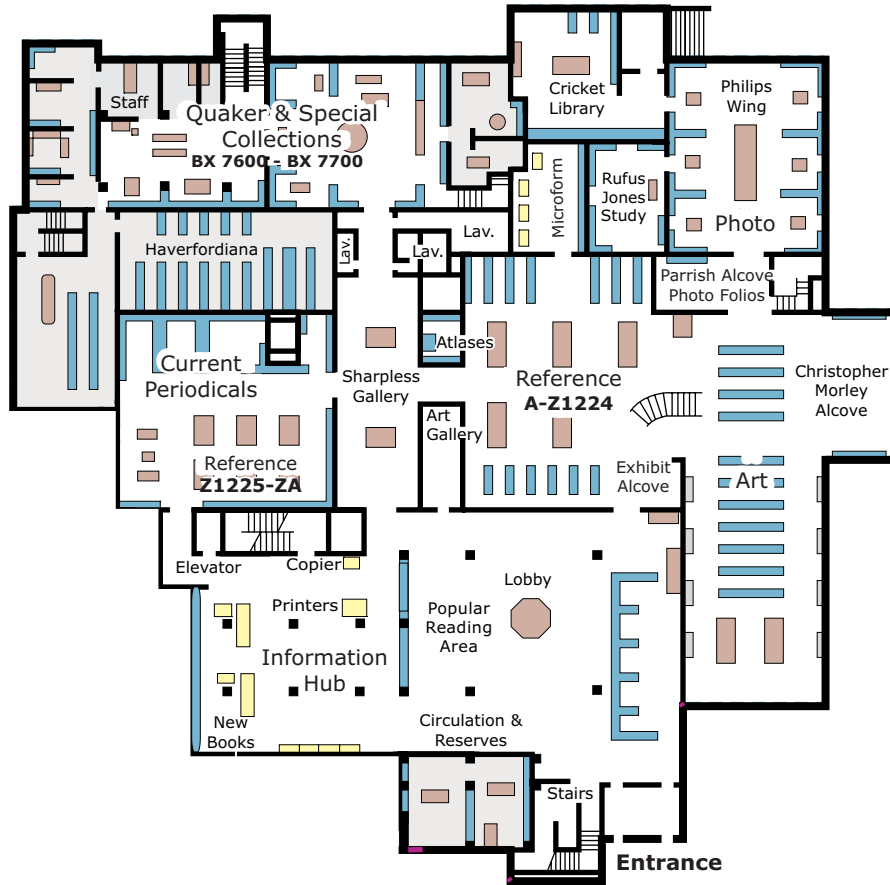 Staff
Quaker & Special
Collections
BX 7600 - BX 7700
Cricket
Library
Philips
Wing
Microform
Rufus
Jones
Study
Photo
Haverfordiana
Lav.
Lav.
Lav.
Parrish Alcove
Photo Folios
Current
Periodicals
Sharpless
Gallery
Atlases
Reference
A-Z1224
Christopher
Morley
Alcove
Art
Gallery
Reference
Z1225-ZA
Exhibit
Alcove
Art
Elevator
Copier
Printers
Lobby
Popular
Reading
Area
Information
Hub
New
Books
Circulation &
Reserves
Stairs
Entrance